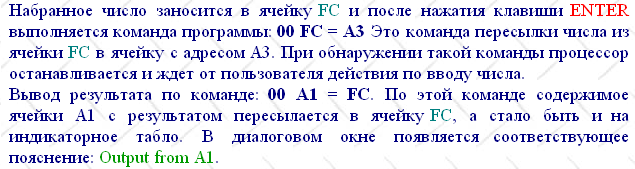 Набранное число заносится в ячейку FC и после нажатия клавиши ENTER
выполняется команда программы: 00 FC = A3 Это команда пересылки числа из
ячейки FC в ячейку с адресом A3. При обнаружении такой команды процессор
останавливается и ждет от пользователя действия по вводу числа.
Вывод результата по команде: 00 A1 = FC. По этой команде содержимое
ячейки A1 с результатом пересылается в ячейку FC, а стало быть и на
индикаторное табло. В диалоговом окне появляется соответствующее
пояснение: Output from A1.